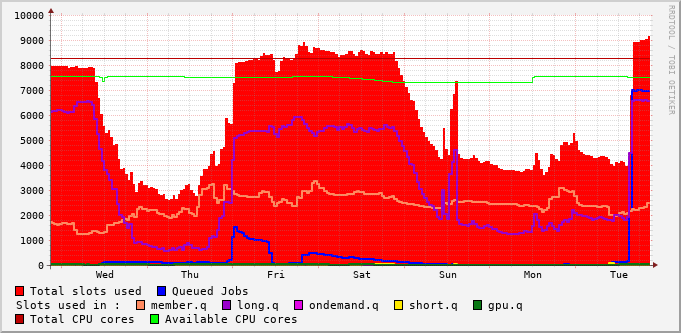 10000
9000
8000
7000
6000
5000
4000
3000
2000
1000
0
Wed Thu Fri Sat Sun Mon Tue
RRDTOOL / TOBI OETIKER
Total slots used Queued Jobs
Slots used in : member.q long.q ondemand.q short.q gpu.q
Total CPU cores Available CPU cores